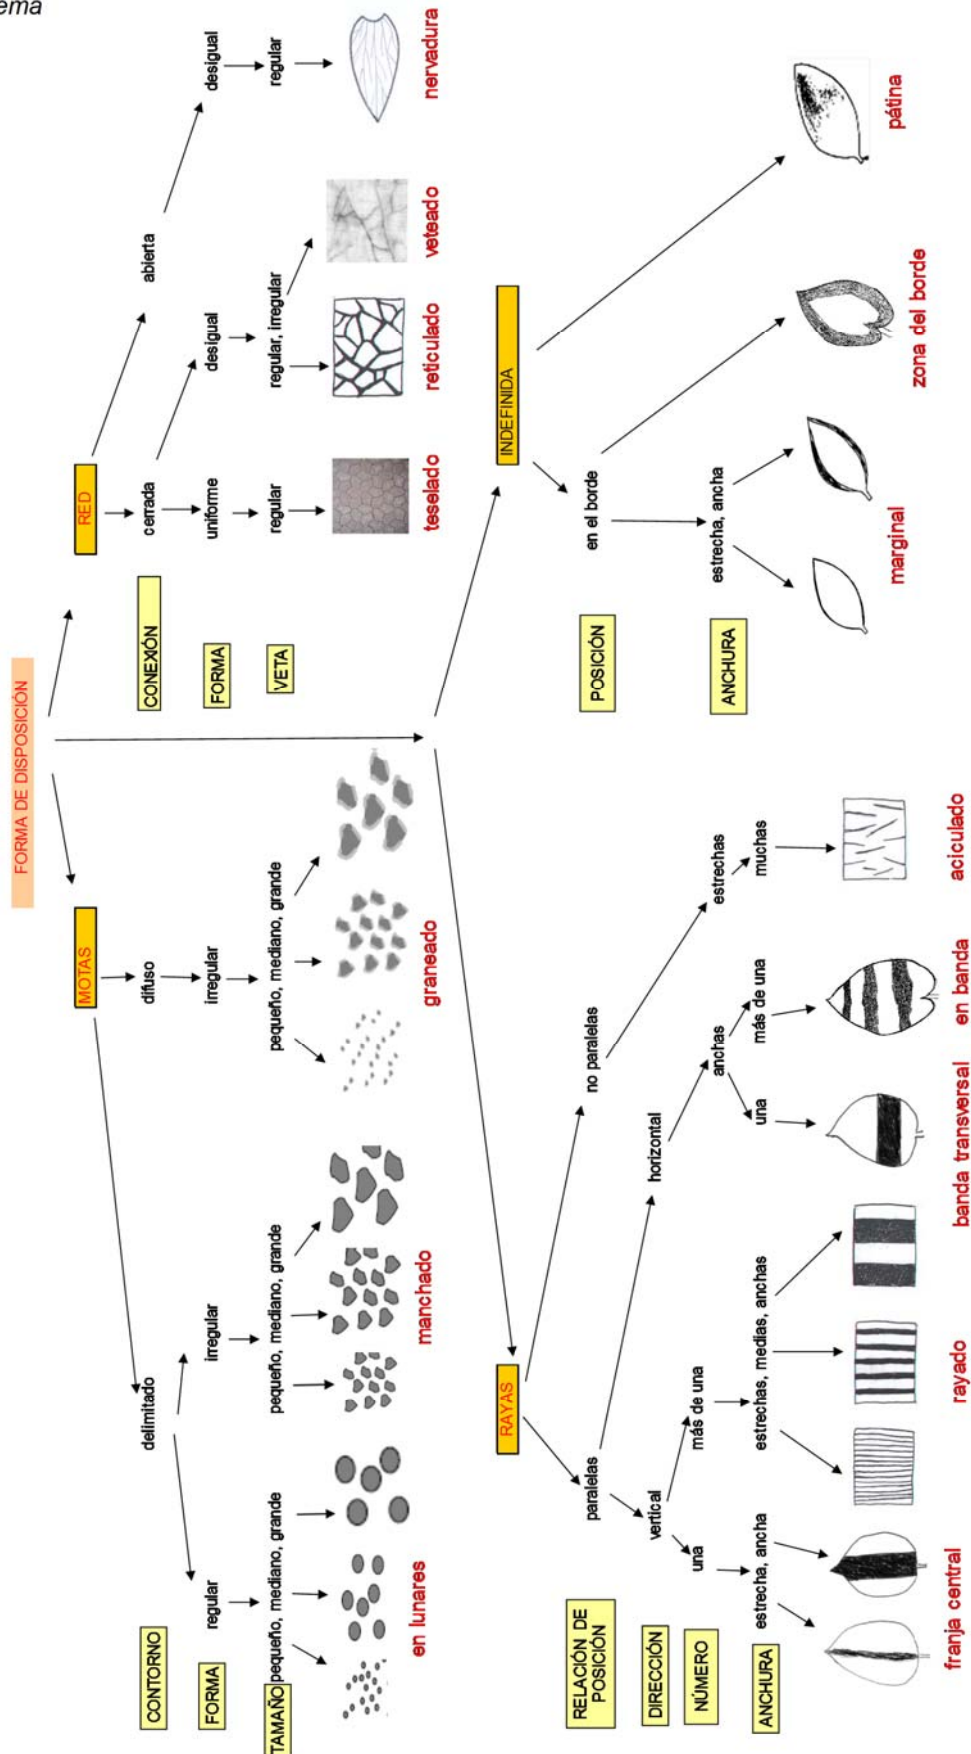 ema
FORMA DE DISPOSICIÓN
MOTAS
RED
CONTORNO
delimitado
difuso
CONEXIÓN
cerrada
abierta
FORMA
regular
irregular
irregular
FORMA
uniforme
desigual
desigual
TAMAÑO
pequeño, mediano, grande
pequeño, mediano, grande
pequeño, mediano, grande
VETA
regular
regular, irregular
regular
en lunares
manchado
graneado
teselado
reticulado
veteado
nervadura
RAYAS
INDEFINIDA
RELACIÓN DE
POSICIÓN
paralelas
no paralelas
POSICIÓN
en el borde
DIRECCIÓN
vertical
horizontal
NÚMERO
una
más de una
anchas
estrechas
ANCHURA
estrecha, ancha
ANCHURA
estrecha, ancha
estrechas, medias, anchas
una
más de una
muchas
marginal
zona del borde
pátina
franja central
rayado
banda transversal
en banda
aciculado